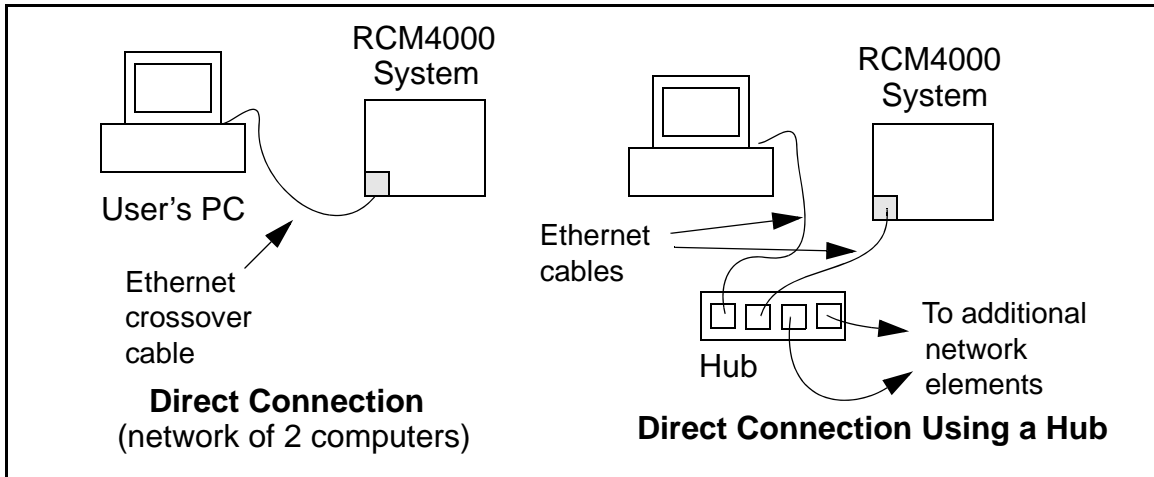 RCM4000
System
User's PC
Ethernet
crossover
cable
Direct Connection
(network of 2 computers)
RCM4000
System
Ethernet
cables
Hub
To additional
network
elements
Direct Connection Using a Hub